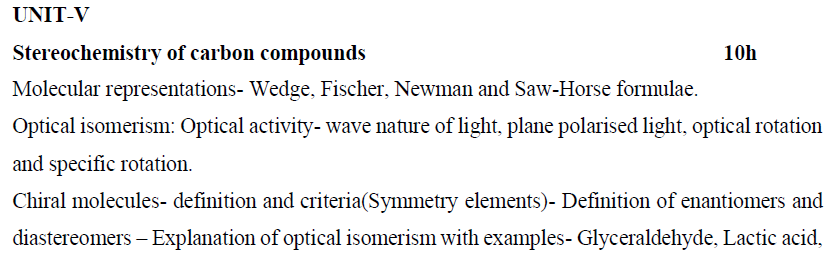 UNIT-V
Stereochemistry of carbon compounds 10h
Molecular representations- Wedge, Fischer, Newman and Saw-Horse formulae.
Optical isomerism: Optical activity- wave nature of light, plane polarised light, optical rotation
and specific rotation.
Chiral molecules- definition and criteria(Symmetry elements)- Definition of enantiomers and
diastereomers – Explanation of optical isomerism with examples- Glyceraldehyde, Lactic acid,